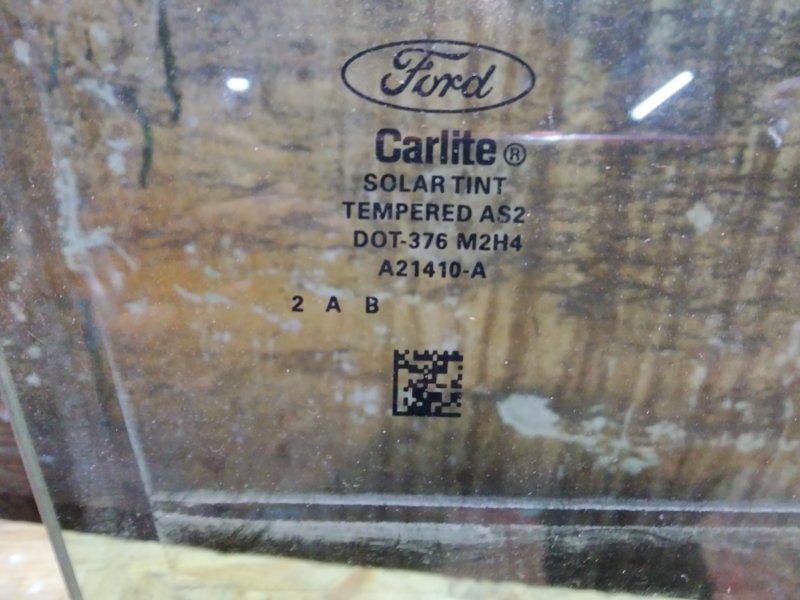 Ford
Carlite®
SOLAR TINT
TEMPERED AS2
DOT-376 M2H4
A21410-A
2 A B